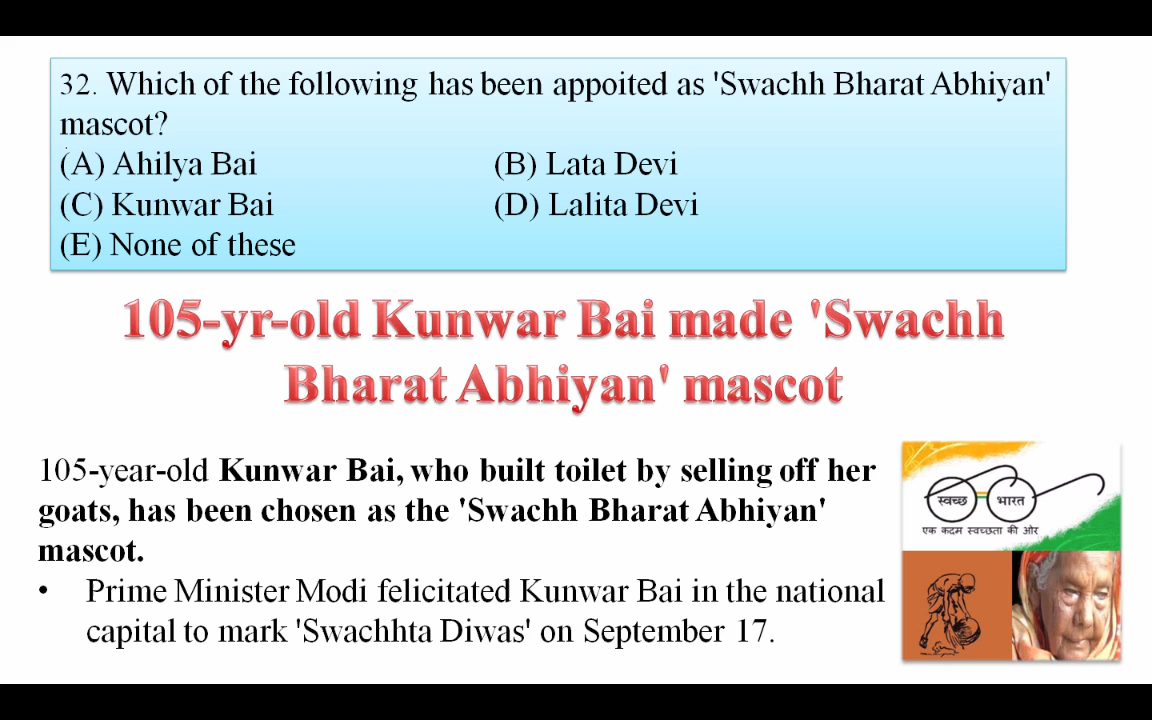 32. Which of the following has been appoited as 'Swachh Bharat Abhiyan'
mascot?
(A) Ahilya Bai (B) Lata Devi
(C) Kunwar Bai (D) Lalita Devi
(E) None of these
105-yr-old Kunwar Bai made 'Swachh
Bharat Abhiyan' mascot
105-year-old Kunwar Bai, who built toilet by selling off her
goats, has been chosen as the 'Swachh Bharat Abhiyan'
mascot.
• Prime Minister Modi felicitated Kunwar Bai in the national
capital to mark 'Swachhta Diwas' on September 17.
स्वच्छ भारत
एक कदम स्वच्छता की ओर